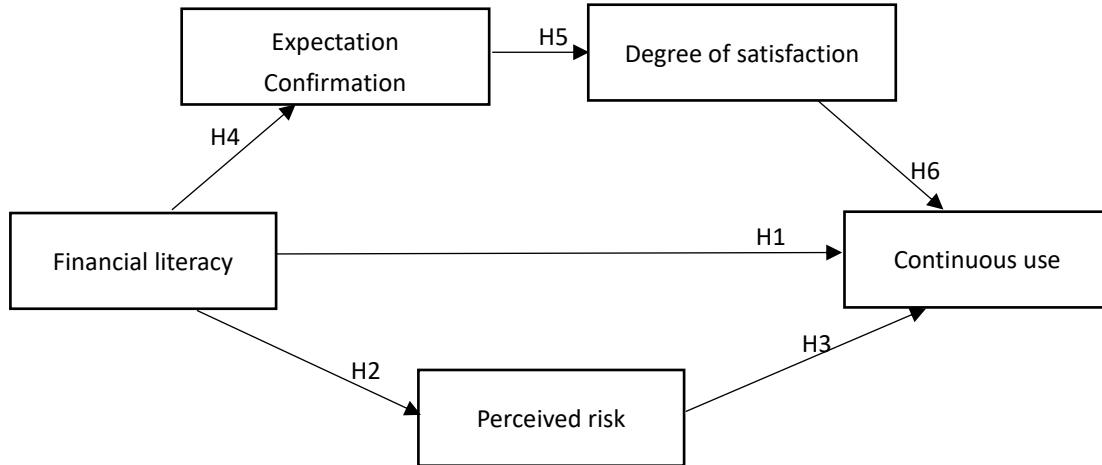 Expectation
Confirmation
H5
Degree of satisfaction
H4
H6
Financial literacy
H1
Continuous use
H2
H3
Perceived risk